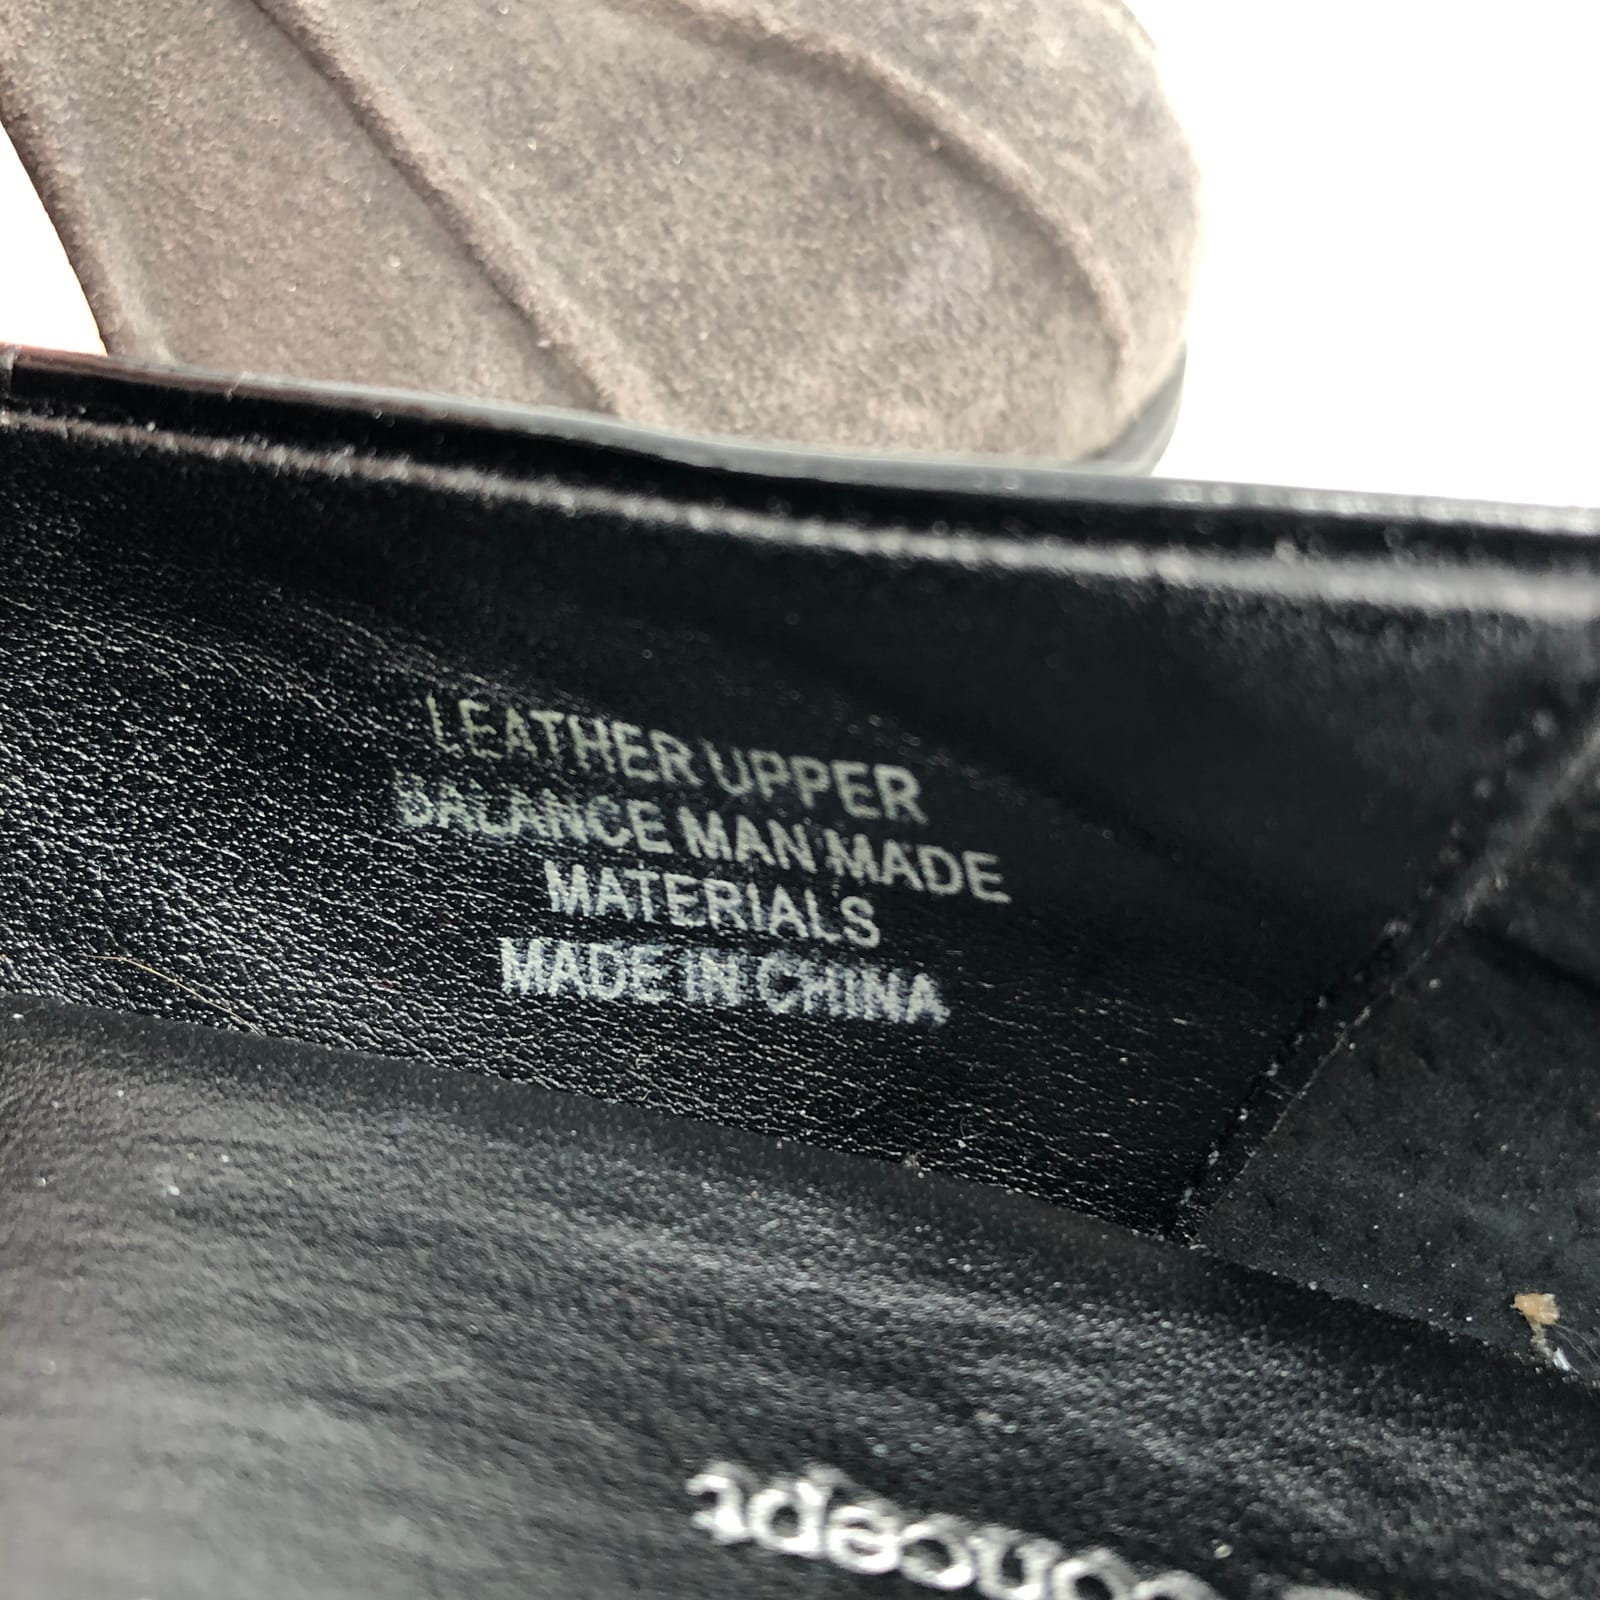 LEATHER UPPER
BALANCE MAN MADE
MATERIALS
MADE IN CHINA